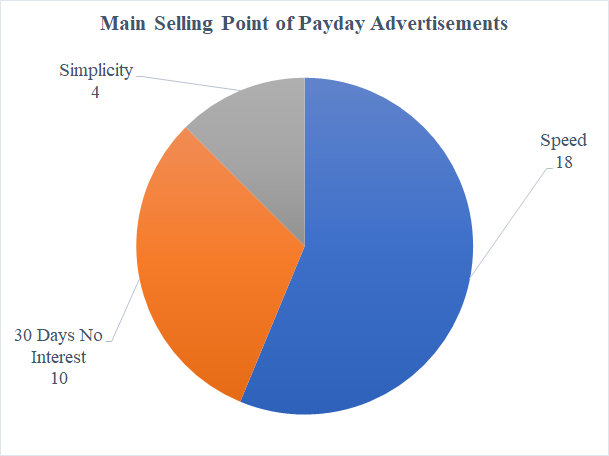 Main Selling Point of Payday Advertisements
Simplicity
4
Speed
18
30 Days No
Interest
10